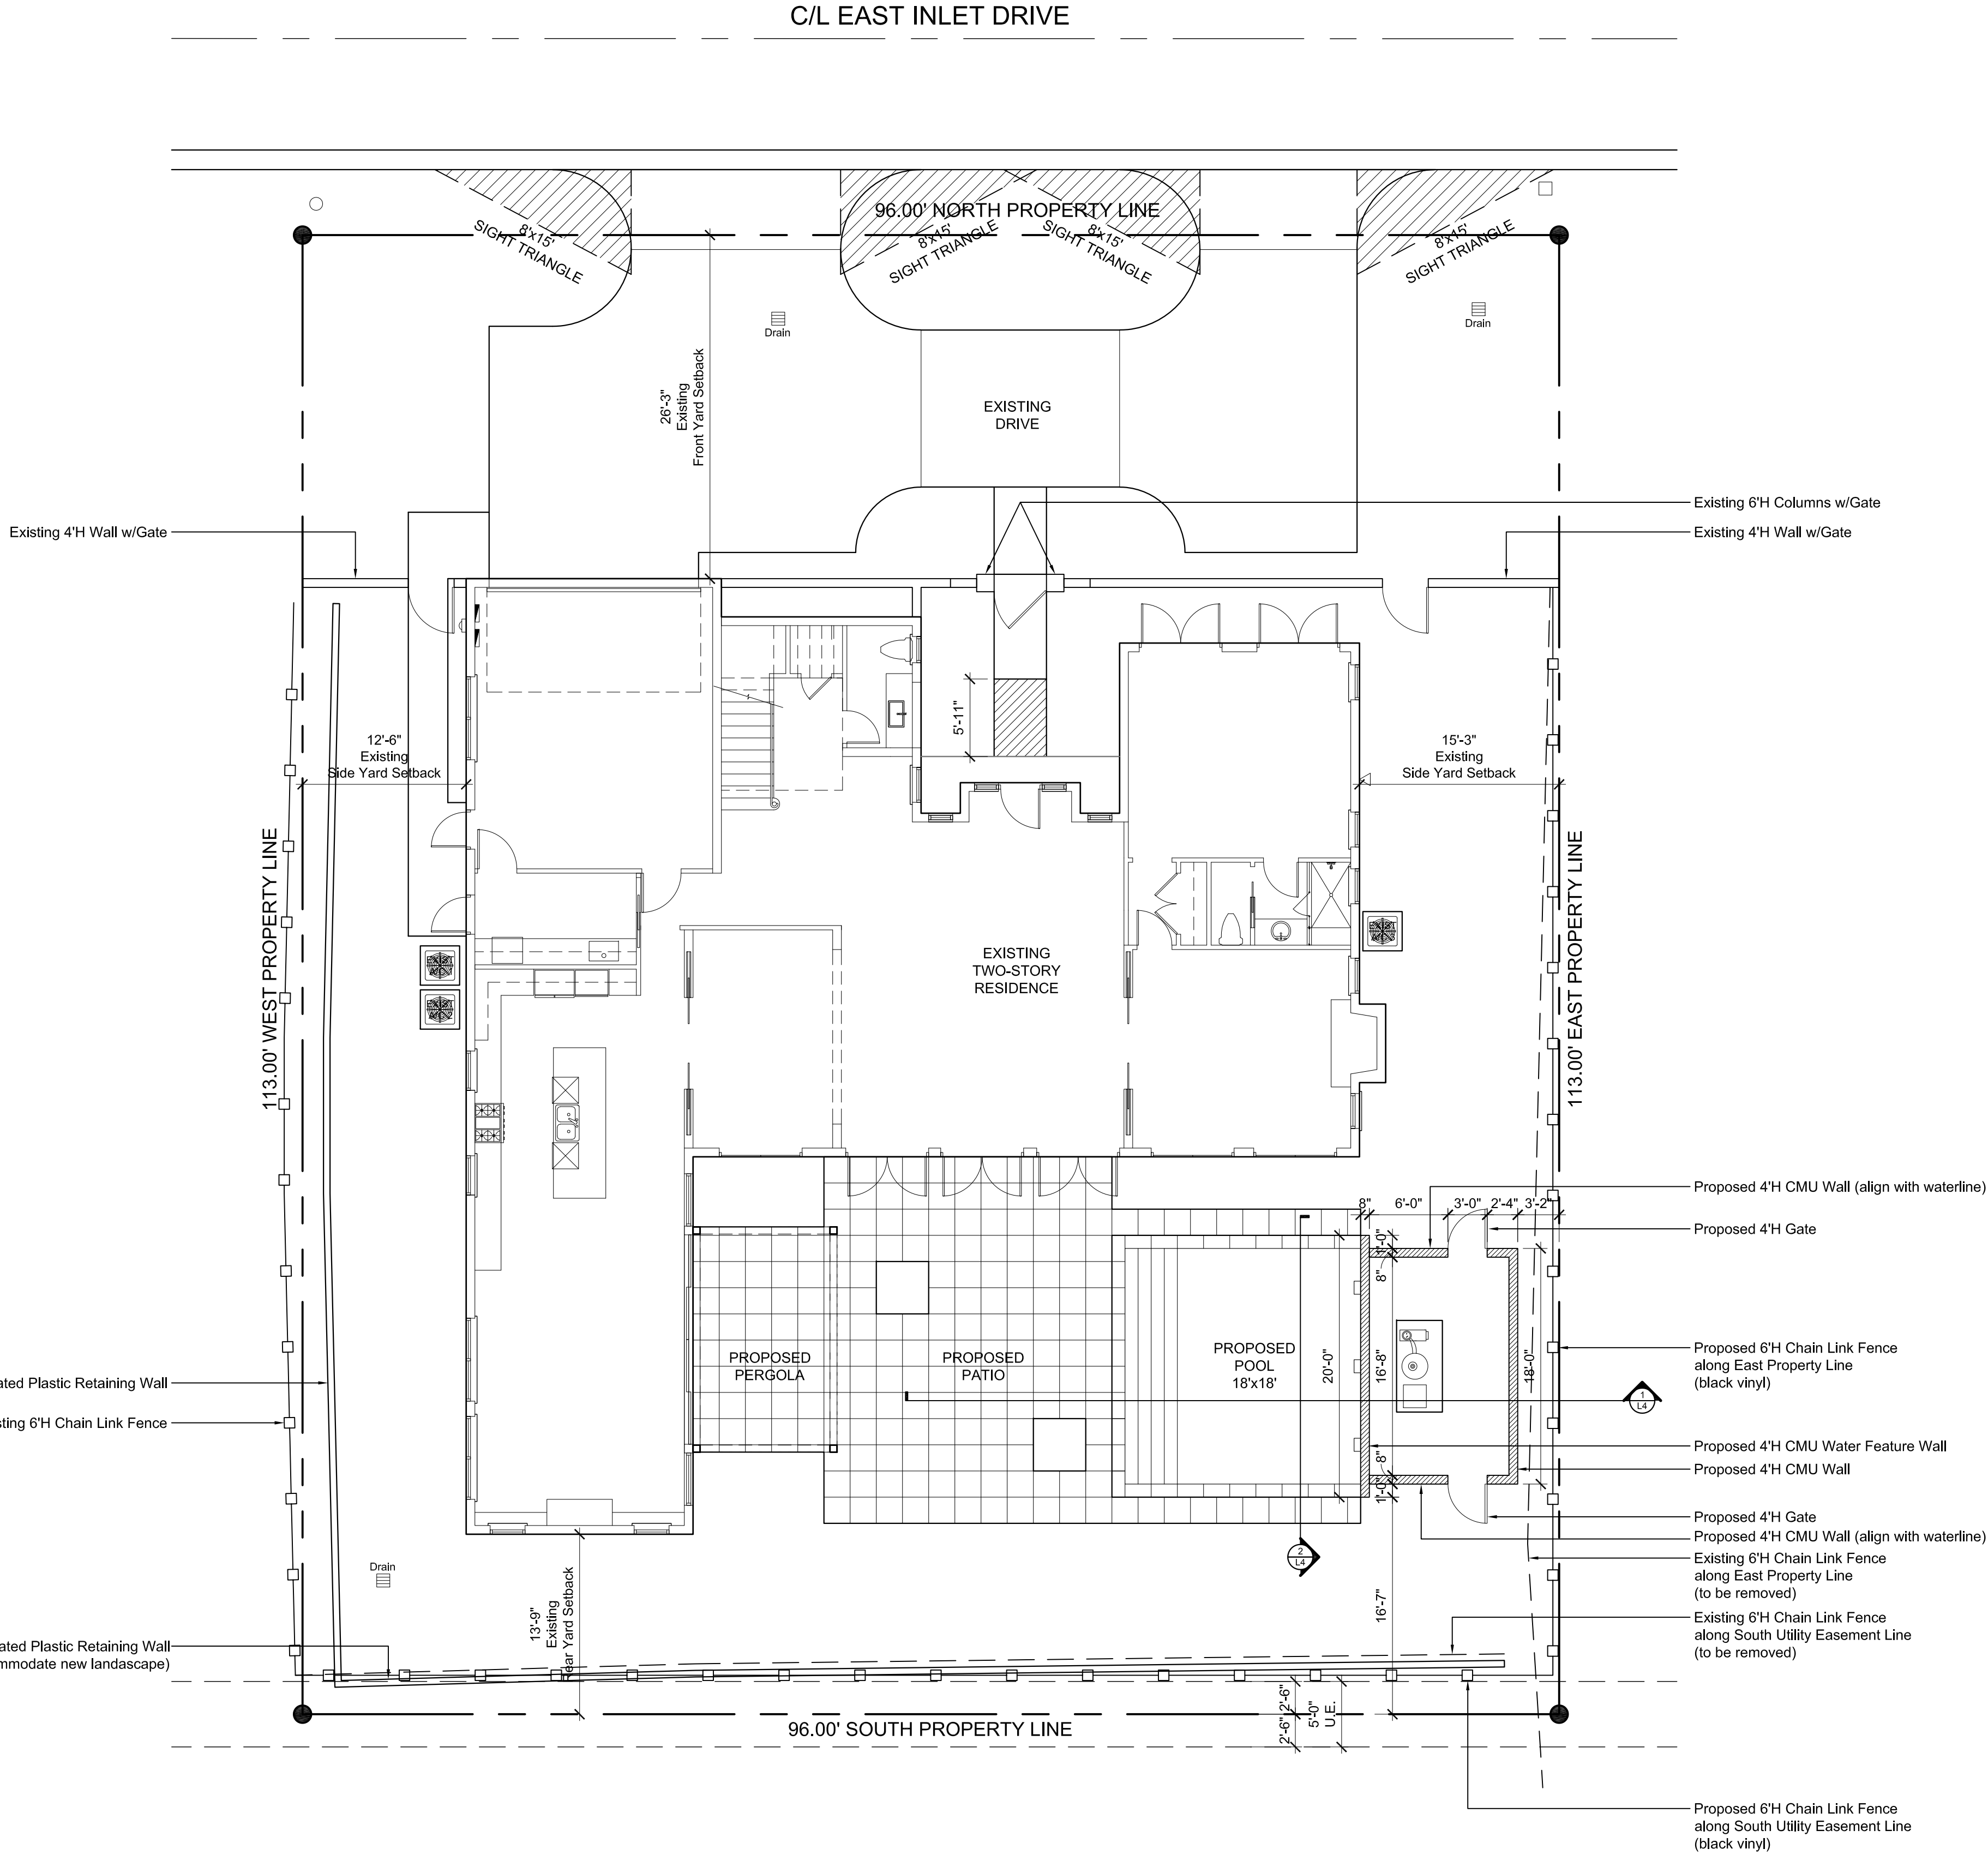 C/L EAST INLET DRIVE
96.00' NORTH PROPERTY LINE
8'x15'
SIGHT TRIANGLE
8'x15'
SIGHT TRIANGLE
8'x15'
SIGHT TRIANGLE
8'x15'
SIGHT TRIANGLE
Drain
Drain
26'-3"
Existing
Front Yard Setback
EXISTING
DRIVE
Existing 4'H Wall w/Gate
Existing 6'H Columns w/Gate
Existing 4'H Wall w/Gate
5'-11"
12'-6"
Existing
Side Yard Setback
15'-3"
Existing
Side Yard Setback
113.00' WEST PROPERTY LINE
113.00' EAST PROPERTY LINE
EXIST
EXIST
A/C 2
EXIST
EXISTING
TWO-STORY
RESIDENCE
8"
6'-0"
3'-0"
2'-4"
3'-2"
1'-0"
8"
16'-8"
20'-0"
18'-0"
8"
1'-0"
16'-7"
PROPOSED
PERGOLA
PROPOSED
PATIO
PROPOSED
POOL
18'x18'
1
L4
2
L4
Proposed 4'H CMU Wall (align with waterline)
Proposed 4'H Gate
Proposed 6'H Chain Link Fence
along East Property Line
(black vinyl)
Proposed 4'H CMU Water Feature Wall
Proposed 4'H CMU Wall
Proposed 4'H Gate
Proposed 4'H CMU Wall (align with waterline)
Existing 6'H Chain Link Fence
along East Property Line
(to be removed)
Existing 6'H Chain Link Fence
along South Utility Easement Line
(to be removed)
Proposed 6'H Chain Link Fence
along South Utility Easement Line
(black vinyl)
ated Plastic Retaining Wall
sting 6'H Chain Link Fence
ated Plastic Retaining Wall
mmodate new landascape)
Drain
13'-9"
Existing
Rear Yard Setback
2'-6"
2'-6"
5'-0"
U.E.
96.00' SOUTH PROPERTY LINE